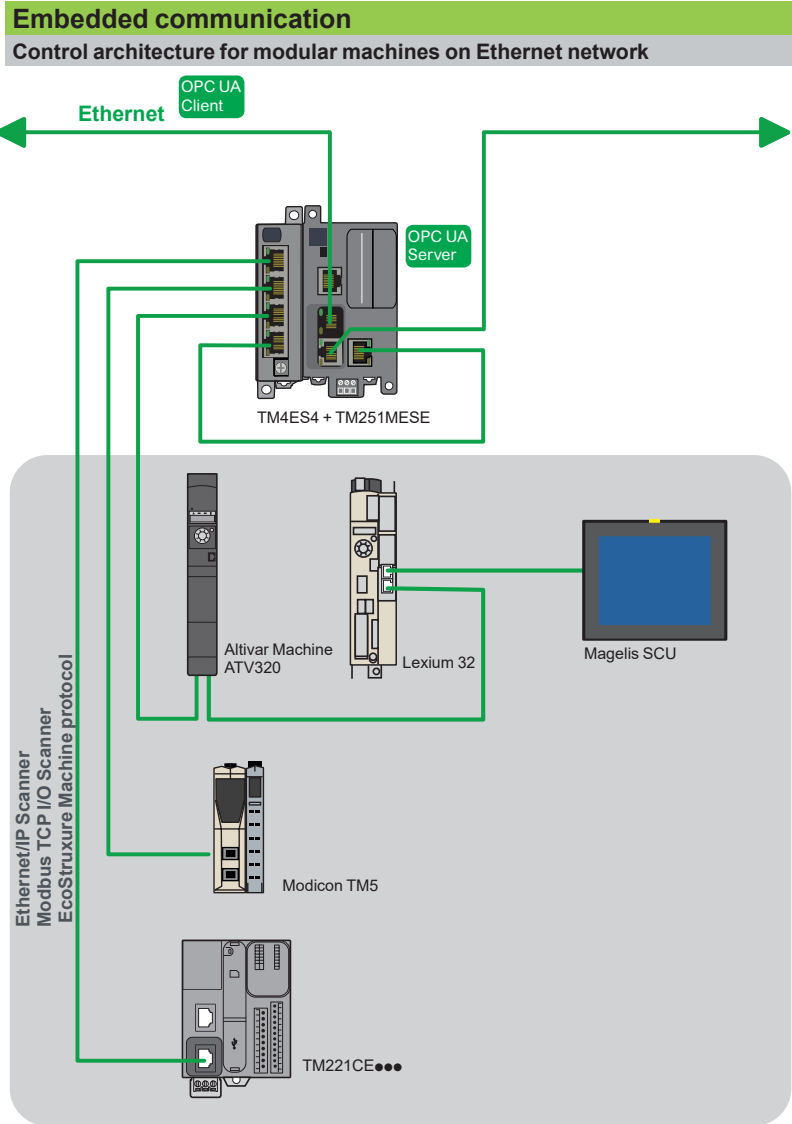 Embedded communication
Control architecture for modular machines on Ethernet network
OPC UA
Client
Ethernet
OPC UA
Server
TM4ES4 + TM251MESE
Altivar Machine
ATV320
Lexium 32
Magelis SCU
Ethernet/IP Scanner
Modbus TCP I/O Scanner
EcoStruxure Machine protocol
Modicon TM5
TM221CE●●●